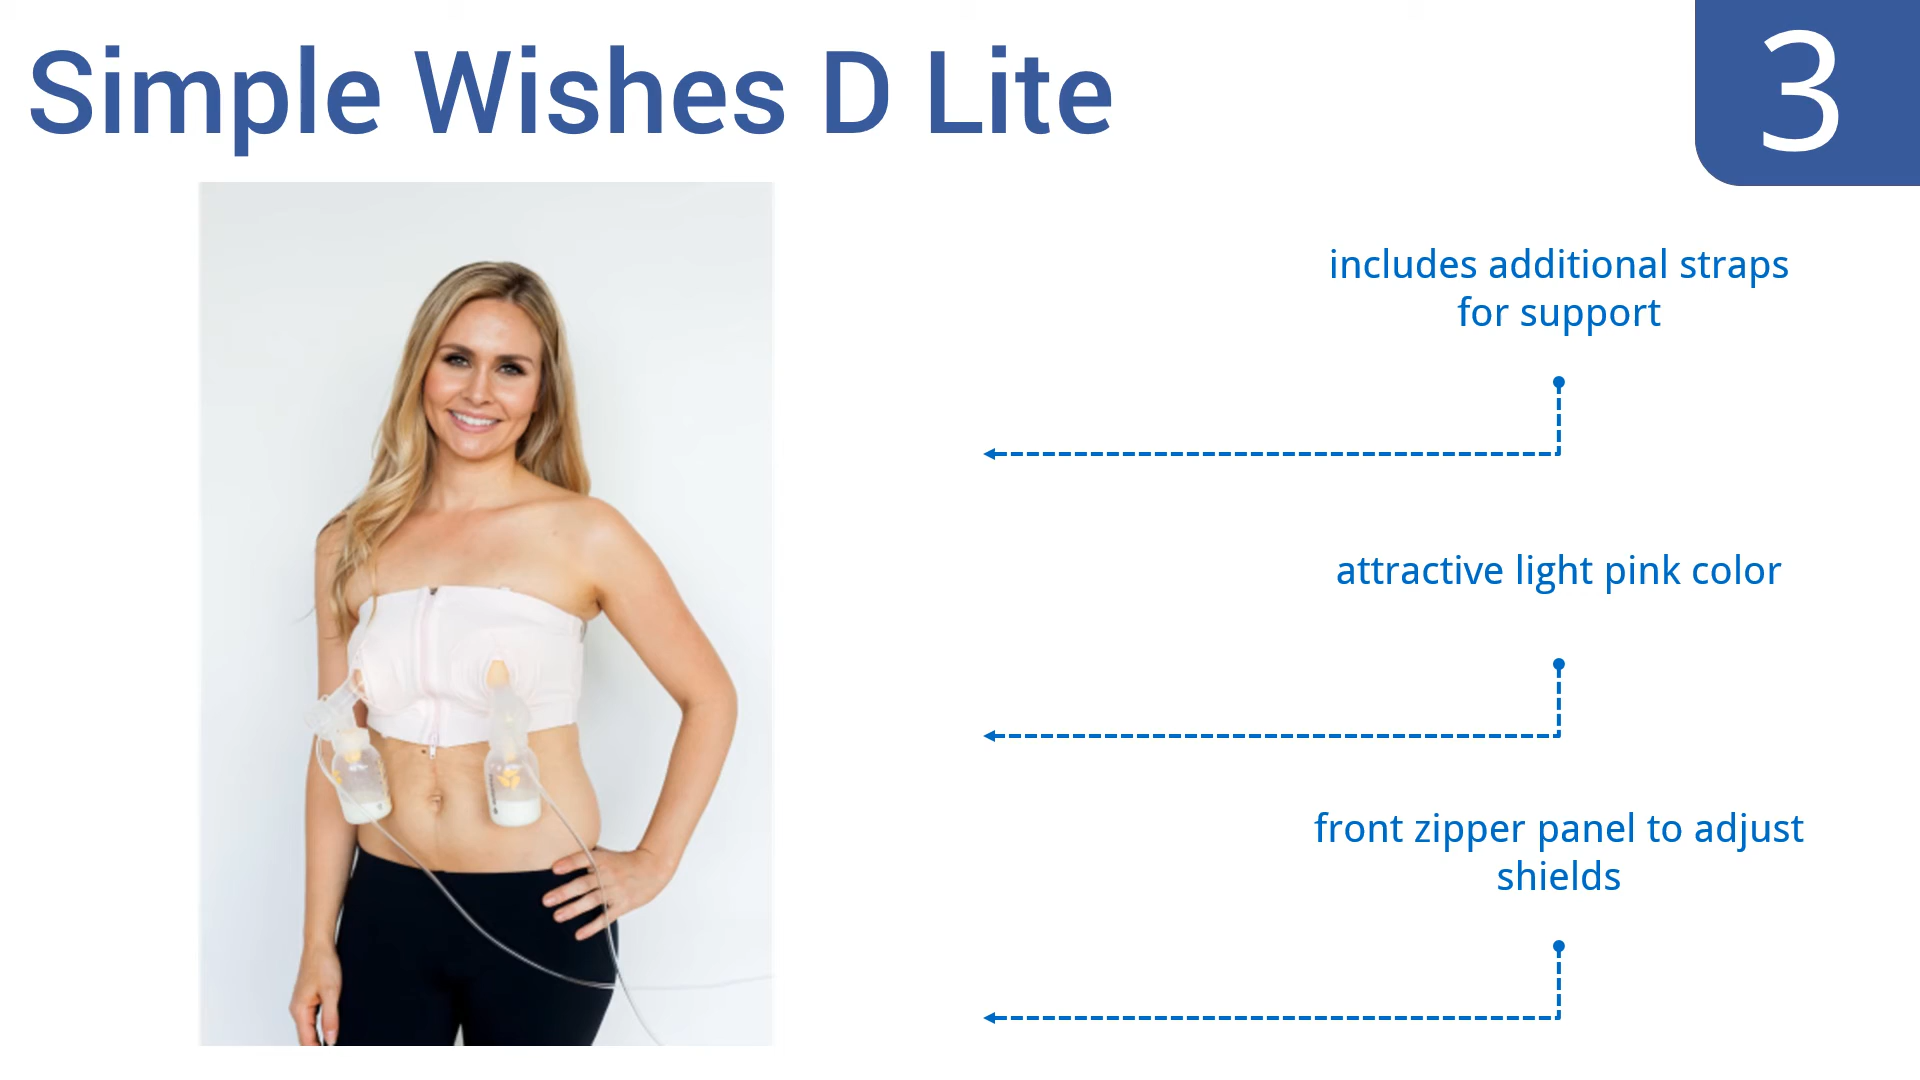 Simple Wishes D Lite
3
includes additional straps
for support
attractive light pink color
front zipper panel to adjust
shields